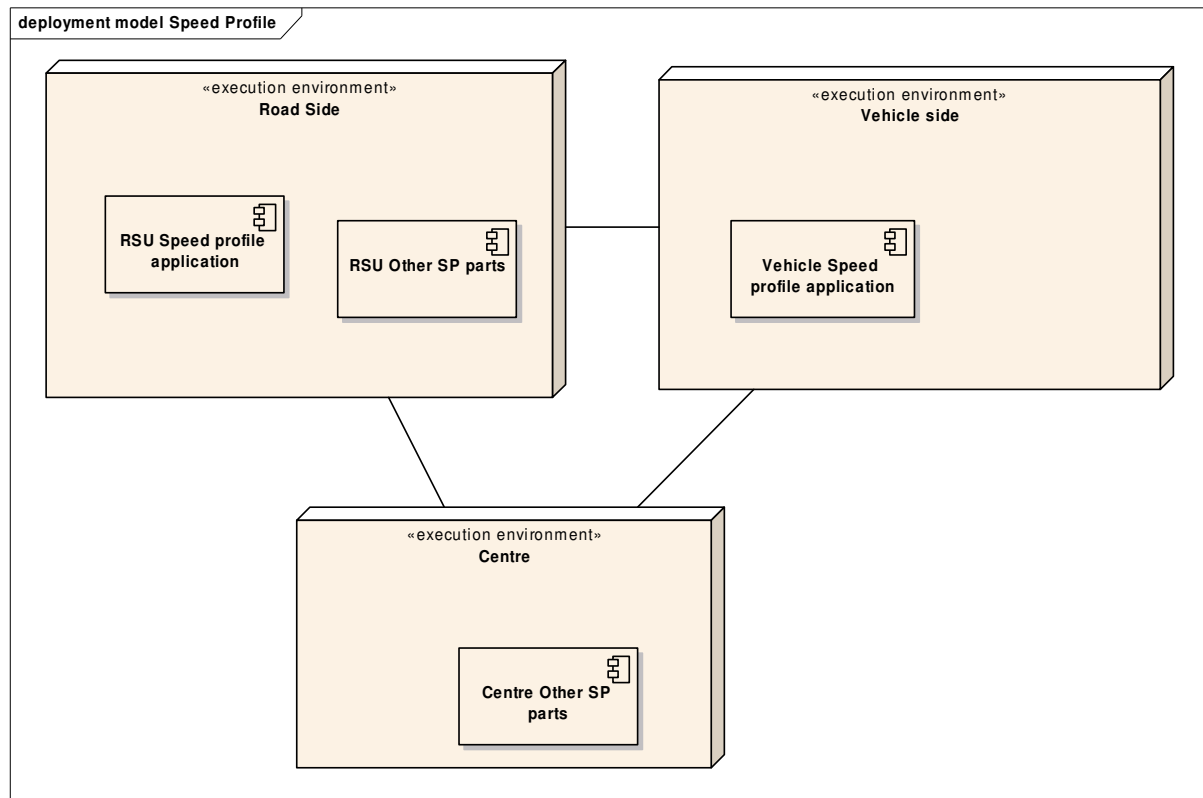 deployment model Speed Profile
«execution environment»
Road Side
RSU Speed profile
application
RSU Other SP parts
«execution environment»
Vehicle side
Vehicle Speed
profile application
«execution environment»
Centre
Centre Other SP
parts